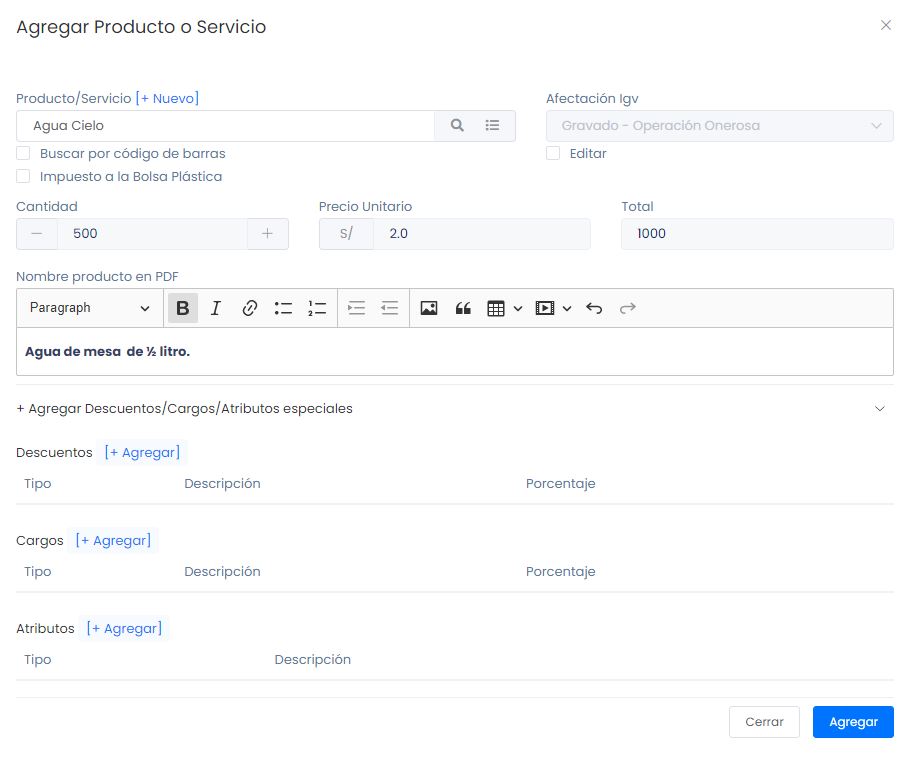 Agregar Producto o Servicio
Producto/Servicio [+ Nuevo]
Afectación Igv
Agua Cielo
Gravado - Operación Onerosa
Buscar por código de barras
Editar
Impuesto a la Bolsa Plástica
Cantidad
Precio Unitario
Total
500
S/ 2.0
1000
Nombre producto en PDF
Paragraph
Agua de mesa de ½ litro.
+ Agregar Descuentos/Cargos/Atributos especiales
Descuentos [+ Agregar]
Tipo Descripción Porcentaje
Cargos [+ Agregar]
Tipo Descripción Porcentaje
Atributos [+ Agregar]
Tipo Descripción
Cerrar Agregar